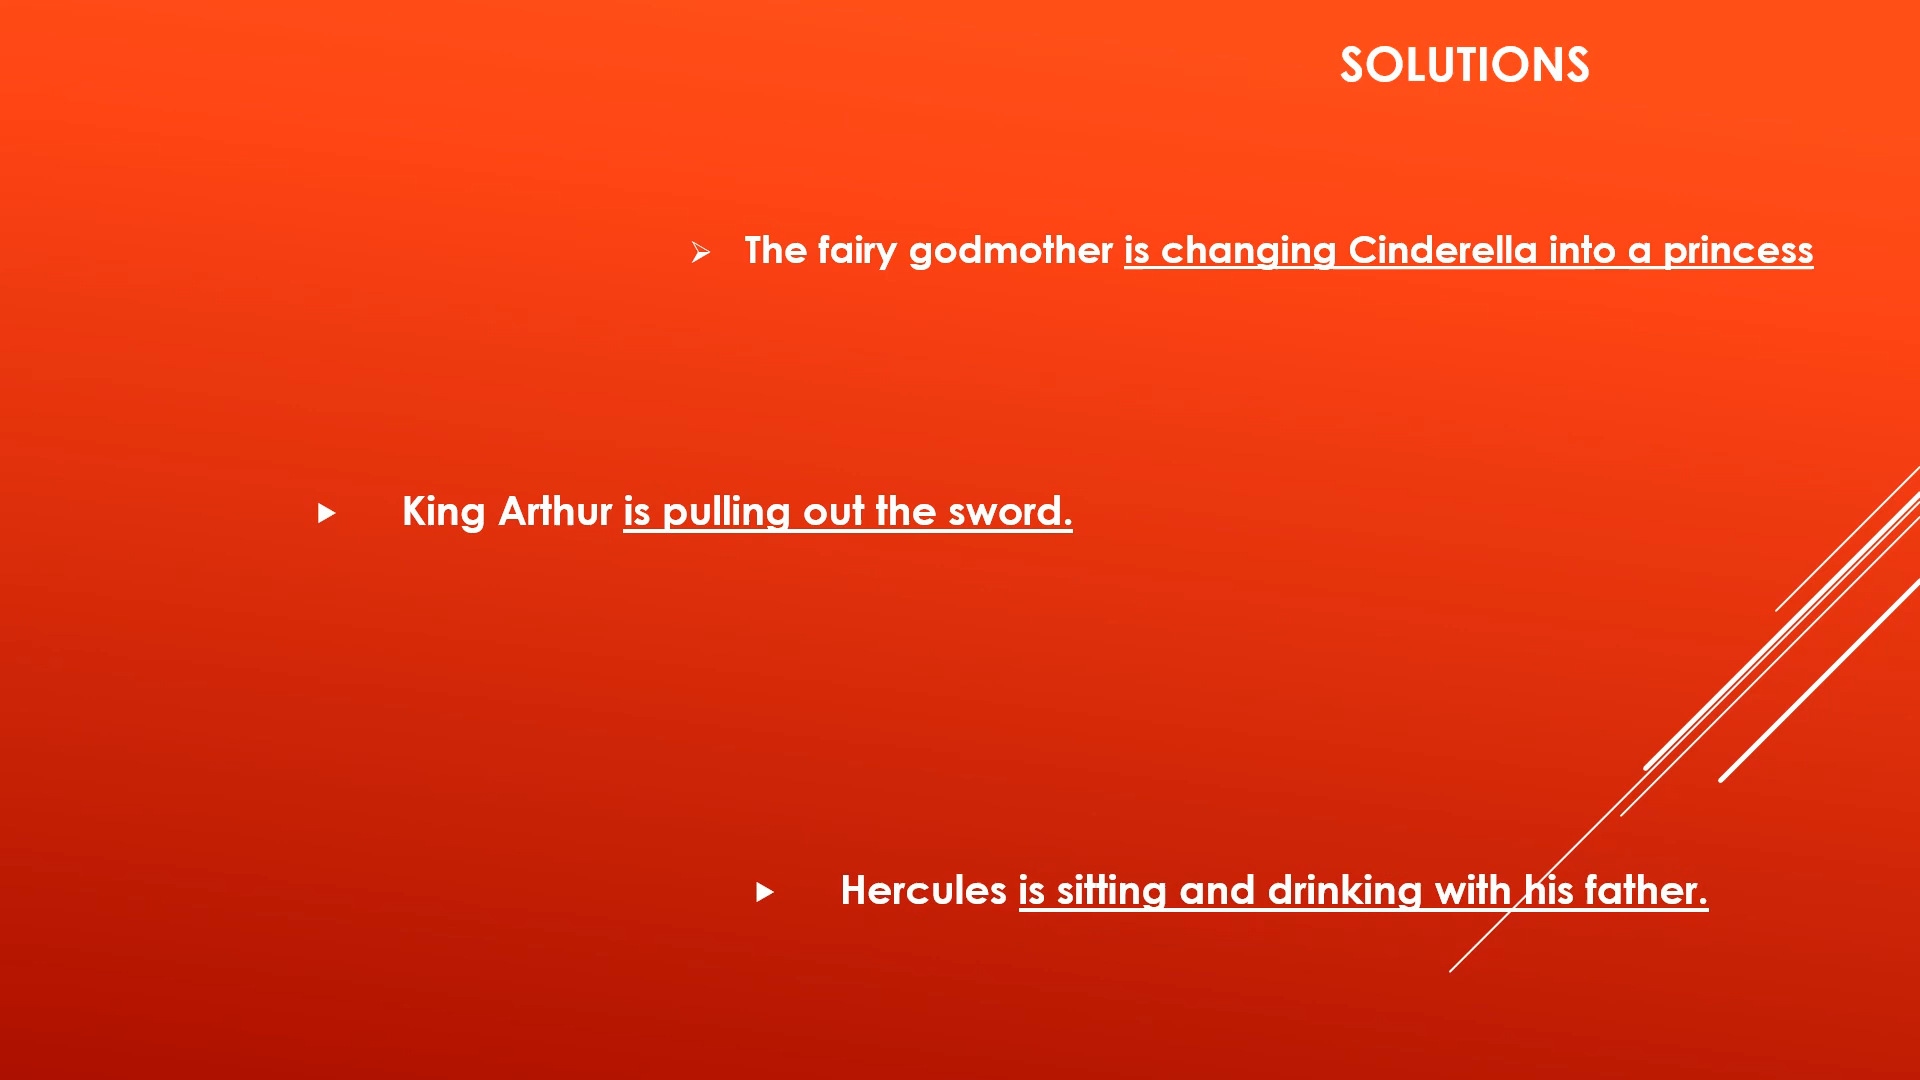 SOLUTIONS
The fairy godmother is changing Cinderella into a princess
King Arthur is pulling out the sword.
Hercules is sitting and drinking with his father.